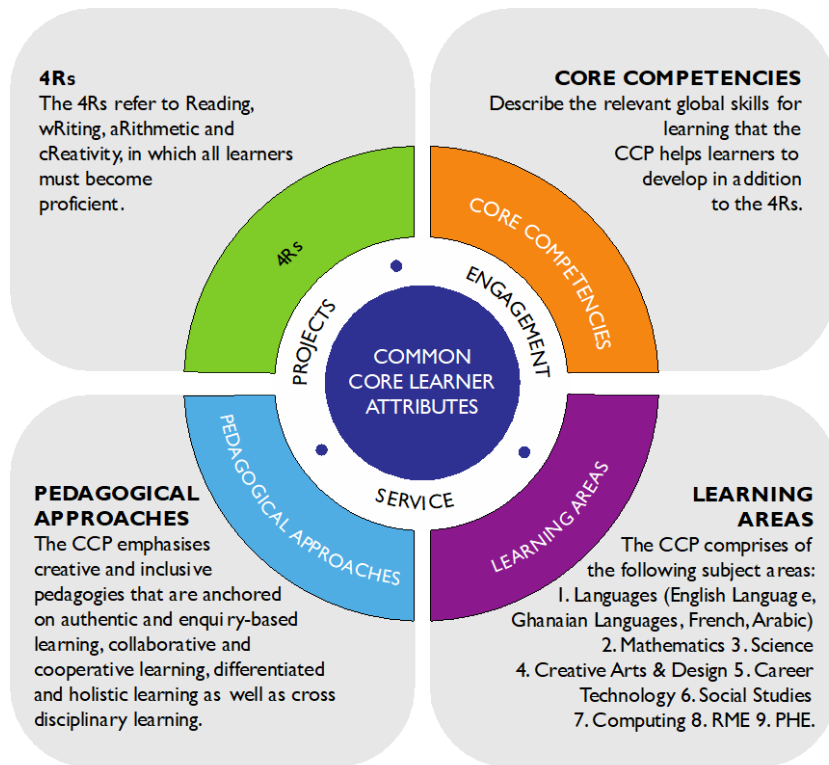 4Rs
The 4Rs refer to Reading,
wRiting, aRithmetic and
cReativity, in which all learners
must become
proficient.
CORE COMPETENCIES
Describe the relevant global skills for
learning that the
CCP helps learners to
develop in addition
to the 4Rs.
4Rs
CORE COMPETENCIES
PROJECTS
ENGAGEMENT
SERVICE
COMMON
CORE LEARNER
ATTRIBUTES
PEDAGOGICAL APPROACHES
LEARNING AREAS
PEDAGOGICAL
APPROACHES
The CCP emphasises
creative and inclusive
pedagogies that are anchored
on authentic and enquiry-based
learning, collaborative and
cooperative learning, differentiated
and holistic learning as well as cross
disciplinary learning.
LEARNING
AREAS
The CCP comprises of
the following subject areas:
1. Languages (English Language,
Ghanaian Languages, French, Arabic)
2. Mathematics 3. Science
4. Creative Arts & Design 5. Career
Technology 6. Social Studies
7. Computing 8. RME 9. PHE.